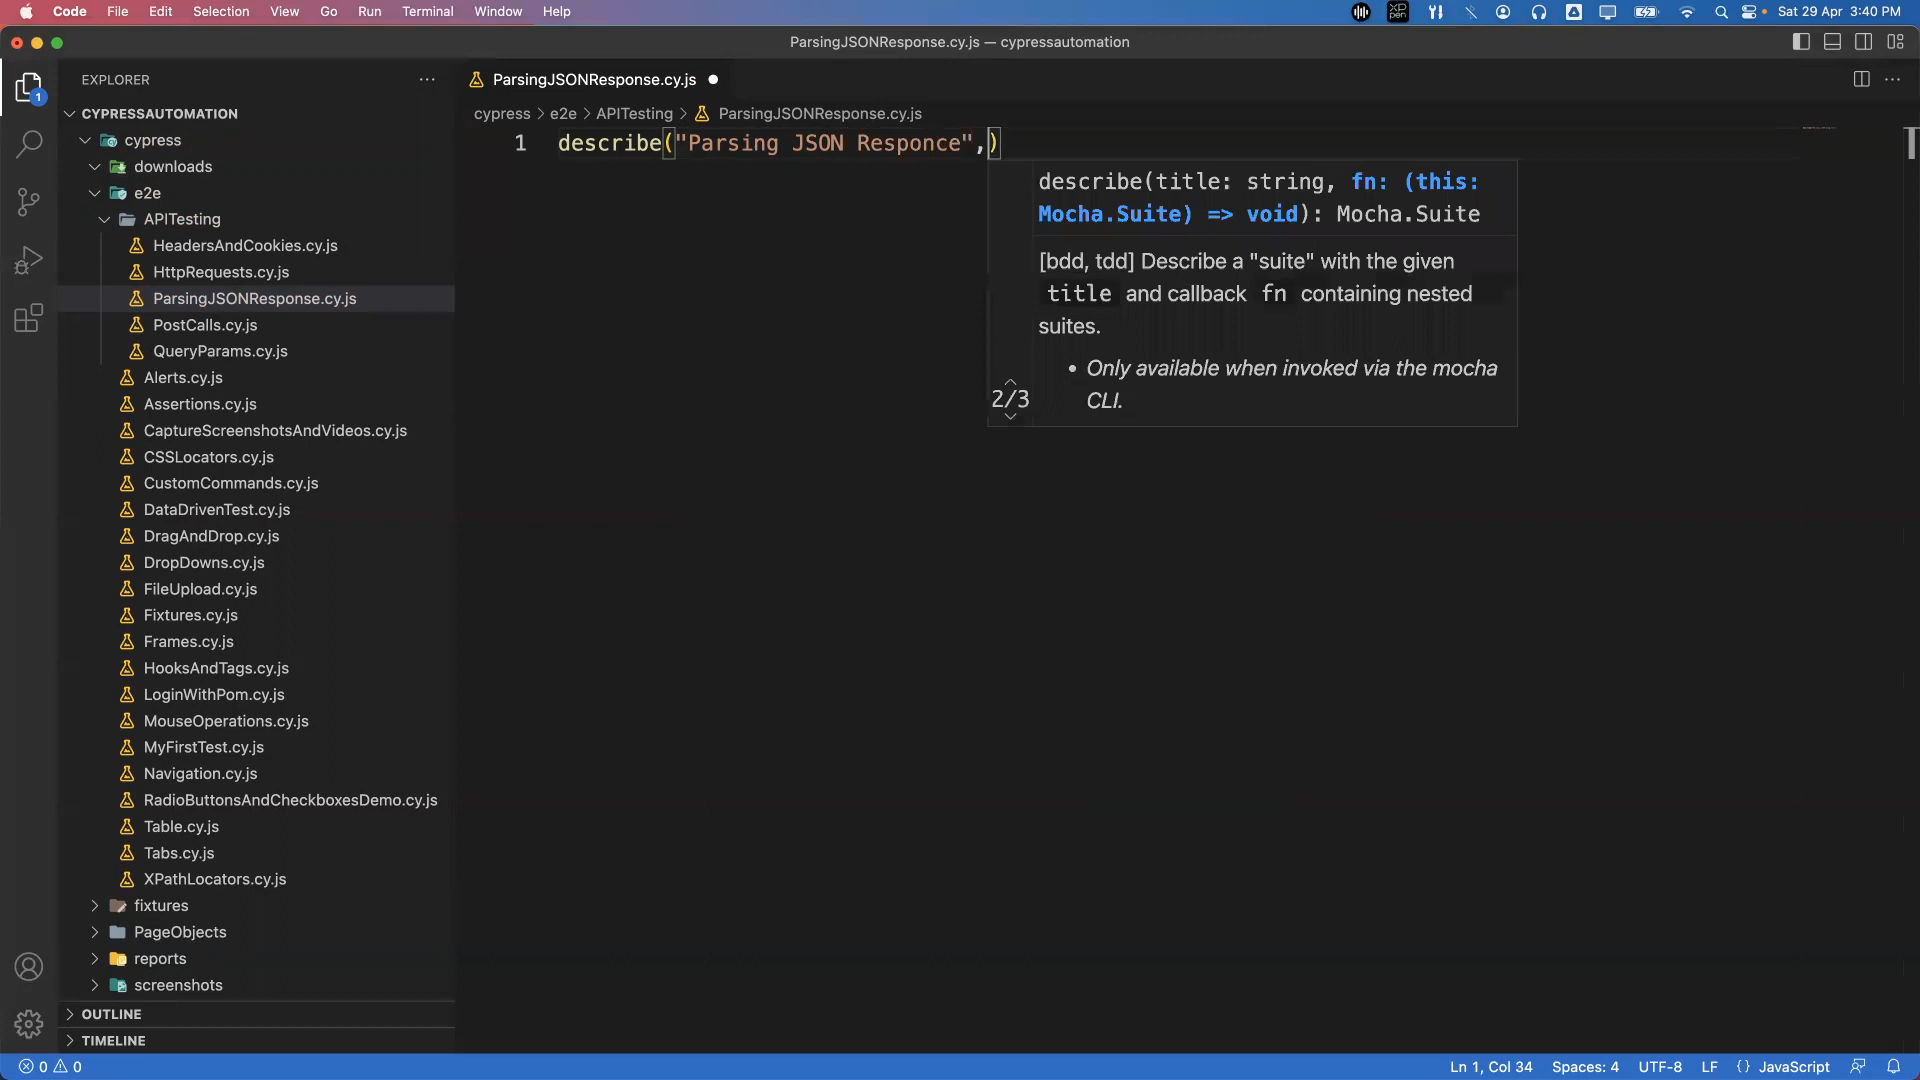 Code File Edit Selection View Go Run Terminal Window Help
Sat 29 Apr 3:40 PM
ParsingJSONResponse.cy.js — cypressautomation
EXPLORER
1
CYPRESSAUTOMATION
cypress
downloads
e2e
APITesting
HeadersAndCookies.cy.js
HttpRequests.cy.js
ParsingJSONResponse.cy.js
PostCalls.cy.js
QueryParams.cy.js
Alerts.cy.js
Assertions.cy.js
CaptureScreenshotsAndVideos.cy.js
CSSLocators.cy.js
CustomCommands.cy.js
DataDrivenTest.cy.js
DragAndDrop.cy.js
DropDowns.cy.js
FileUpload.cy.js
Fixtures.cy.js
Frames.cy.js
HooksAndTags.cy.js
LoginWithPom.cy.js
MouseOperations.cy.js
MyFirstTest.cy.js
Navigation.cy.js
RadioButtonsAndCheckboxesDemo.cy.js
Table.cy.js
Tabs.cy.js
XPathLocators.cy.js
fixtures
PageObjects
reports
screenshots
OUTLINE
TIMELINE
ParsingJSONResponse.cy.js
cypress > e2e > APITesting > ParsingJSONResponse.cy.js
1 describe("Parsing JSON Responce",)
describe(title: string, fn: (this:
Mocha.Suite) => void): Mocha.Suite
[bdd, tdd] Describe a "suite" with the given
title and callback fn containing nested
suites.
• Only available when invoked via the mocha
CLI.
2/3
0 0
Ln 1, Col 34 Spaces: 4 UTF-8 LF {} JavaScript